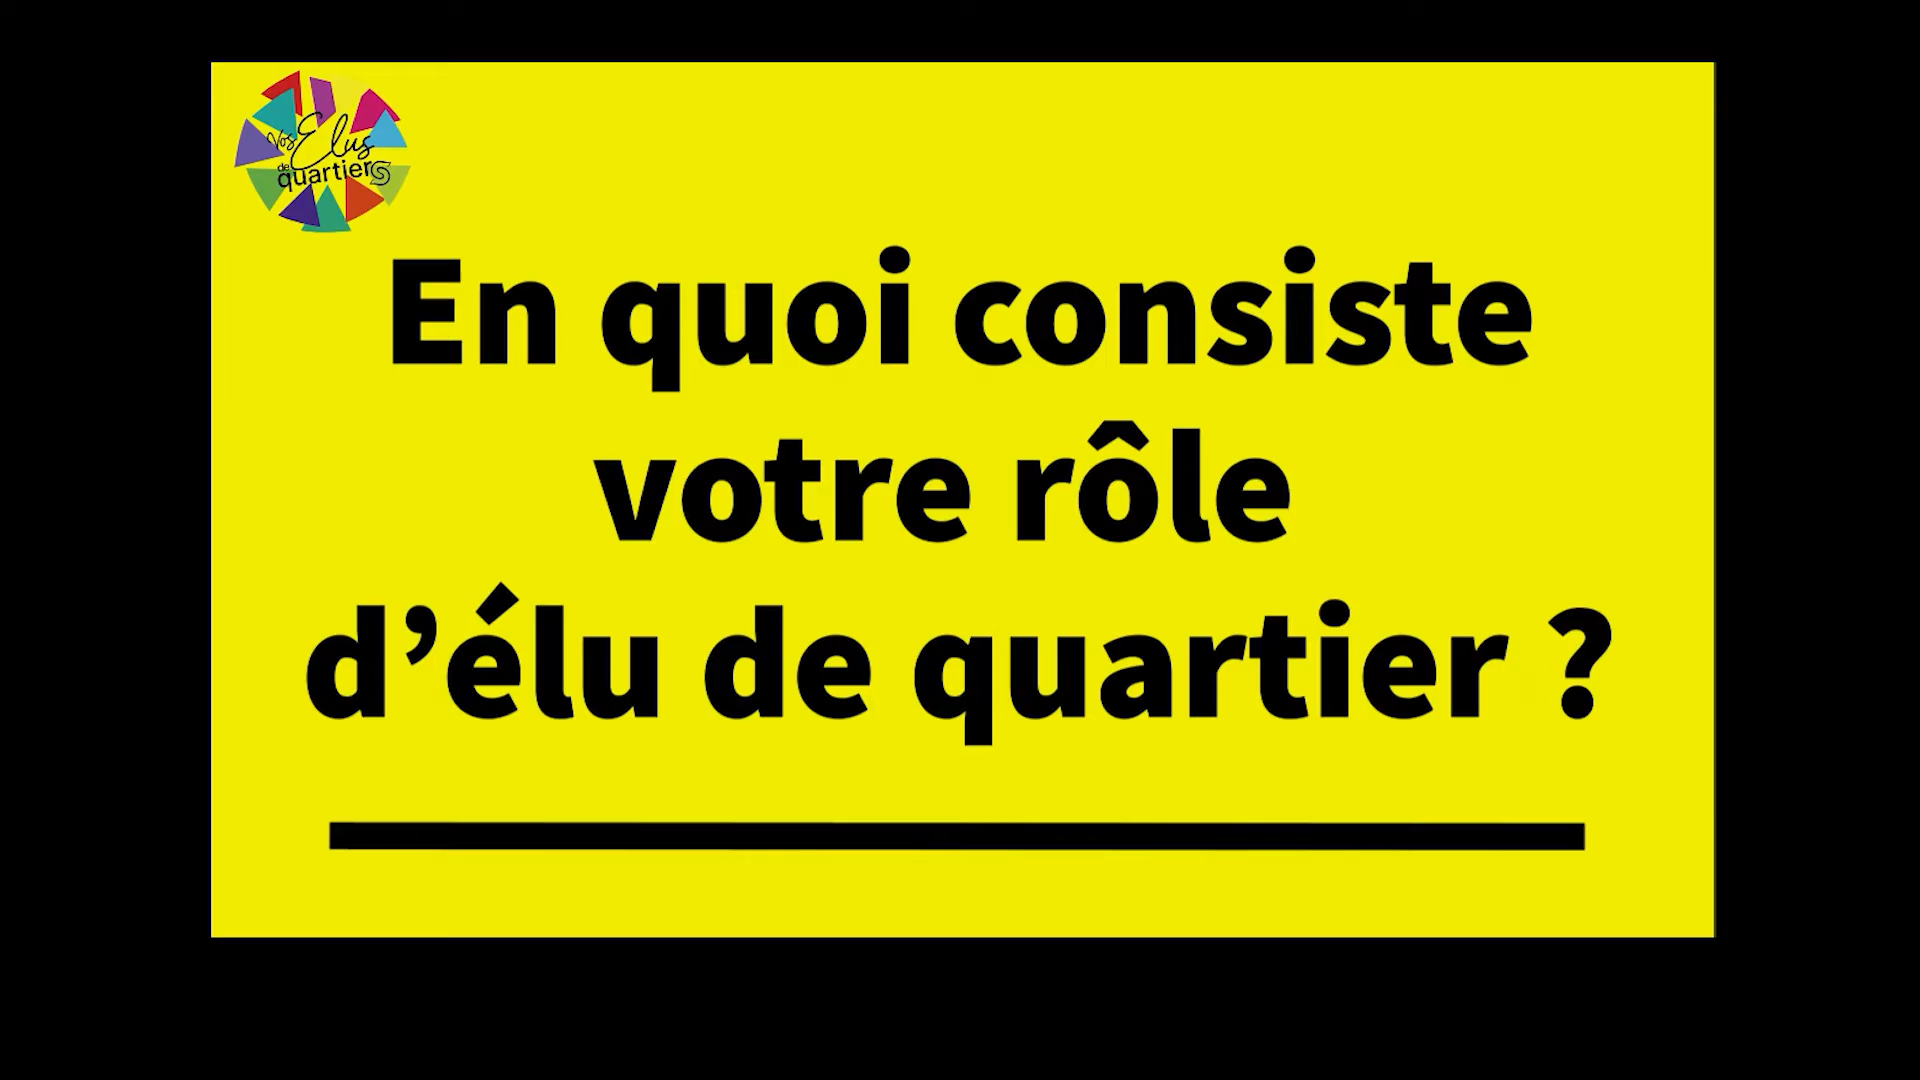 Vos Elus
de
quartiers
En quoi consiste
votre rôle
d’élu de quartier ?